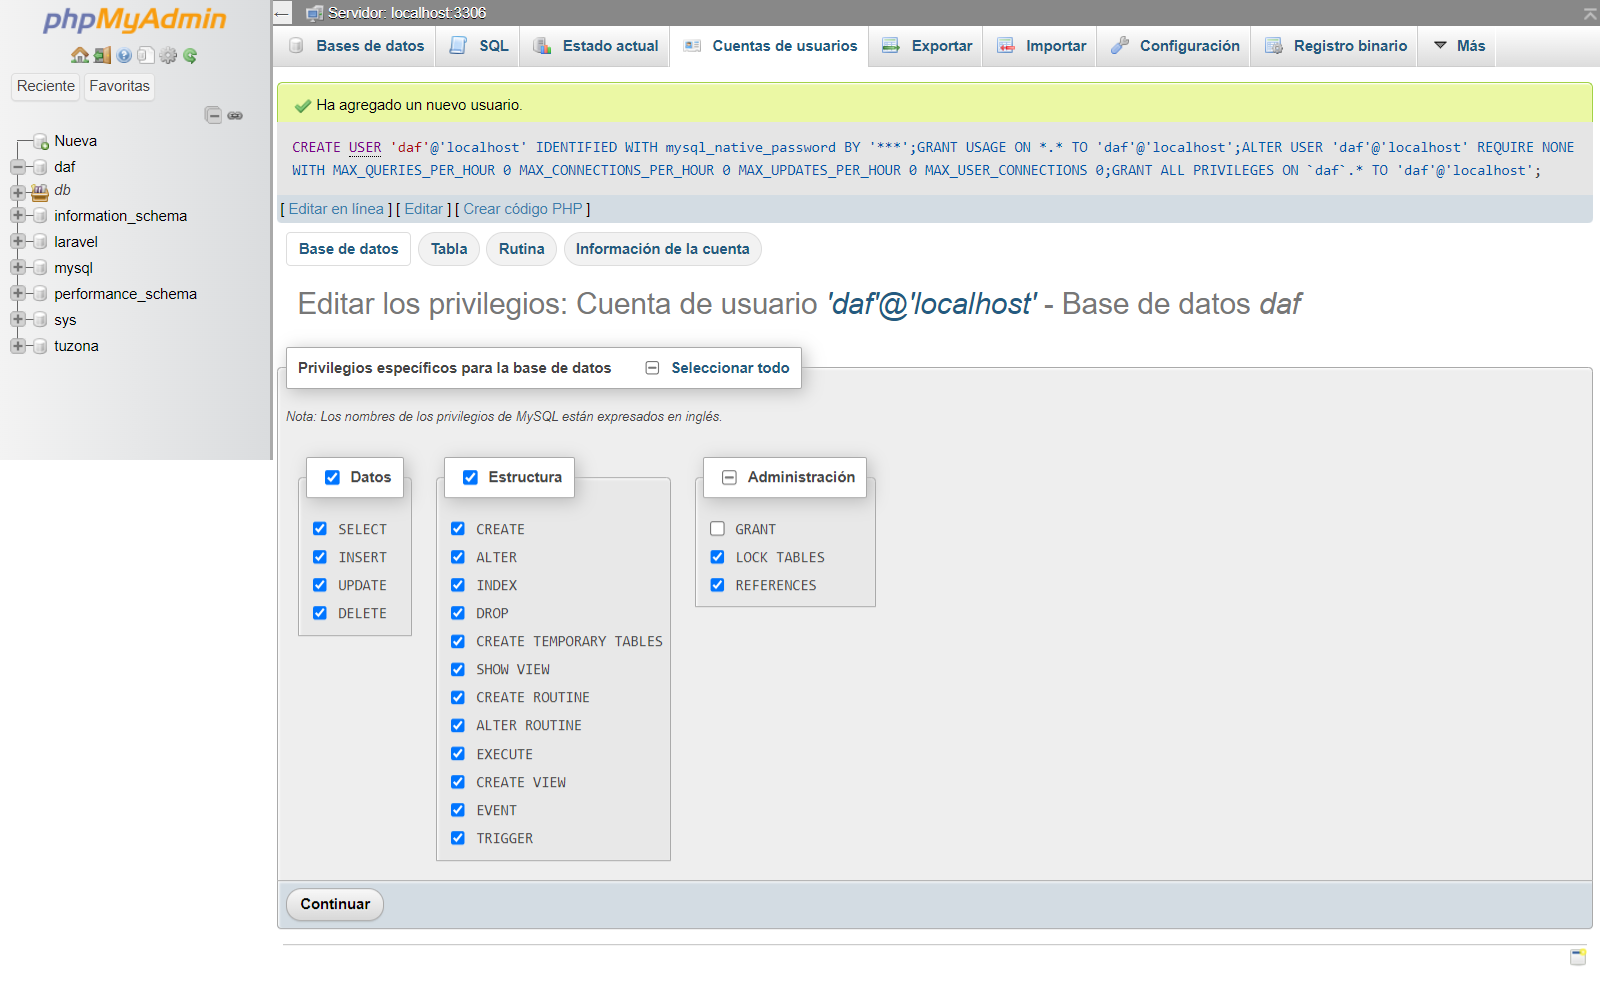 phpMyAdmin
Reciente
Favoritas
Nueva
daf
db
information_schema
laravel
mysql
performance_schema
sys
tuzona
Servidor: localhost:3306
Bases de datos
SQL
Estado actual
Cuentas de usuarios
Exportar
Importar
Configuración
Registro binario
Más
Ha agregado un nuevo usuario.
CREATE USER 'daf'@'localhost' IDENTIFIED WITH mysql_native_password BY '***';GRANT USAGE ON *.* TO 'daf'@'localhost';ALTER USER 'daf'@'localhost' REQUIRE NONE
WITH MAX_QUERIES_PER_HOUR 0 MAX_CONNECTIONS_PER_HOUR 0 MAX_UPDATES_PER_HOUR 0 MAX_USER_CONNECTIONS 0;GRANT ALL PRIVILEGES ON `daf`.* TO 'daf'@'localhost';
[ Editar en línea ] [ Editar ] [ Crear código PHP ]
Base de datos
Tabla
Rutina
Información de la cuenta
Editar los privilegios: Cuenta de usuario 'daf'@'localhost' - Base de datos daf
Privilegios específicos para la base de datos
Seleccionar todo
Nota: Los nombres de los privilegios de MySQL están expresados en inglés.
Datos
SELECT
INSERT
UPDATE
DELETE
Estructura
CREATE
ALTER
INDEX
DROP
CREATE TEMPORARY TABLES
SHOW VIEW
CREATE ROUTINE
ALTER ROUTINE
EXECUTE
CREATE VIEW
EVENT
TRIGGER
Administración
GRANT
LOCK TABLES
REFERENCES
Continuar